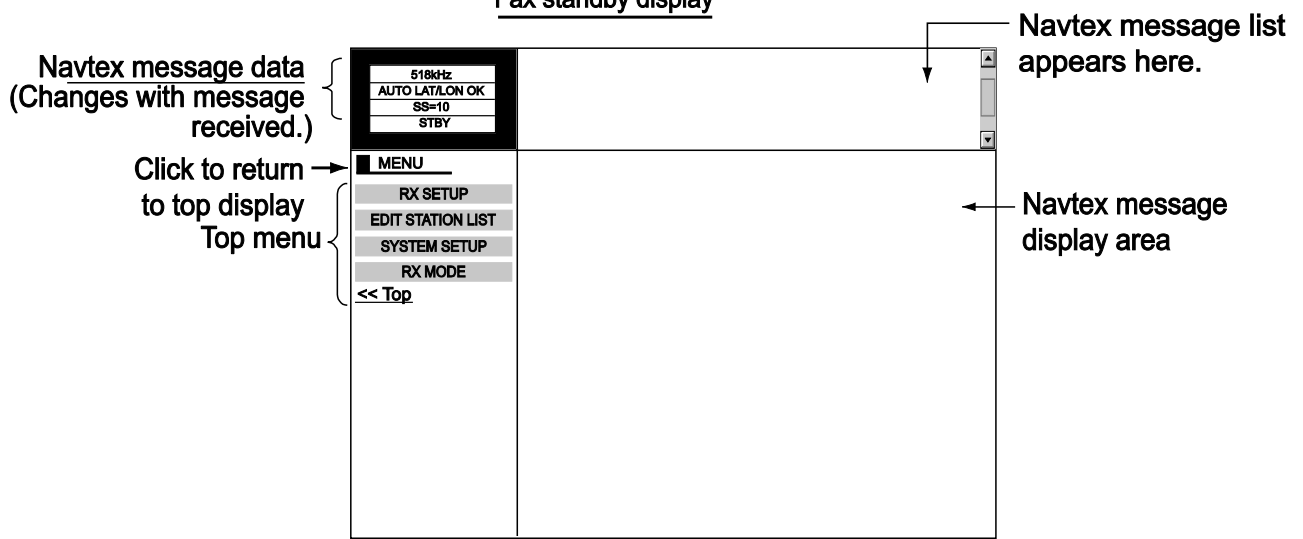 Fax standby display
Navtex message list
appears here.
Navtex message data
(Changes with message
received.)
518kHz
AUTO LAT/LON OK
SS=10
STBY
Click to return
to top display
MENU
Top menu
RX SETUP
EDIT STATION LIST
SYSTEM SETUP
RX MODE
<< Top
Navtex message
display area